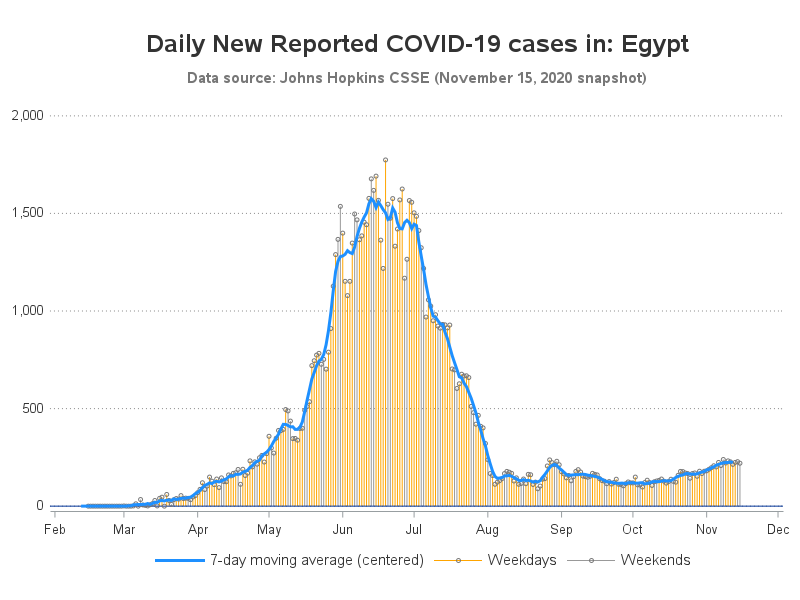 Daily New Reported COVID-19 cases in: Egypt
Data source: Johns Hopkins CSSE (November 15, 2020 snapshot)
2,000
1,500
1,000
500
0
Feb Mar Apr May Jun Jul Aug Sep Oct Nov Dec
7-day moving average (centered) Weekdays Weekends